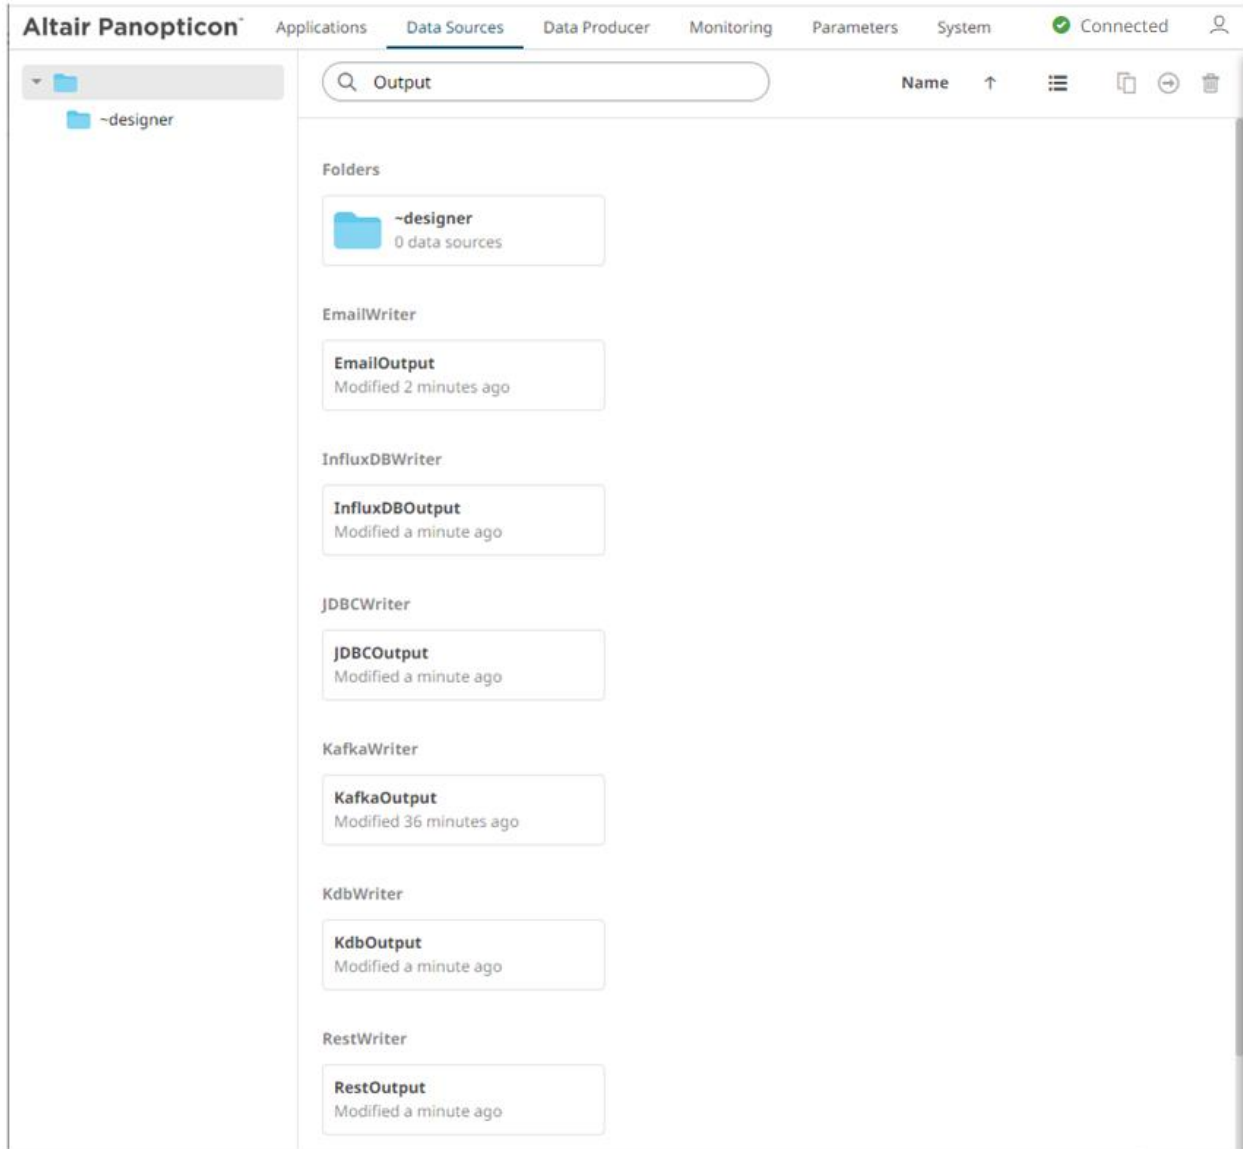 Altair Panopticon™ Applications Data Sources Data Producer Monitoring Parameters System Connected
Output Name
~designer
Folders
~designer
0 data sources
EmailWriter
EmailOutput
Modified 2 minutes ago
InfluxDBWriter
InfluxDBOutput
Modified a minute ago
JDBCWriter
JDBCOutput
Modified a minute ago
KafkaWriter
KafkaOutput
Modified 36 minutes ago
KdbWriter
KdbOutput
Modified a minute ago
RestWriter
RestOutput
Modified a minute ago